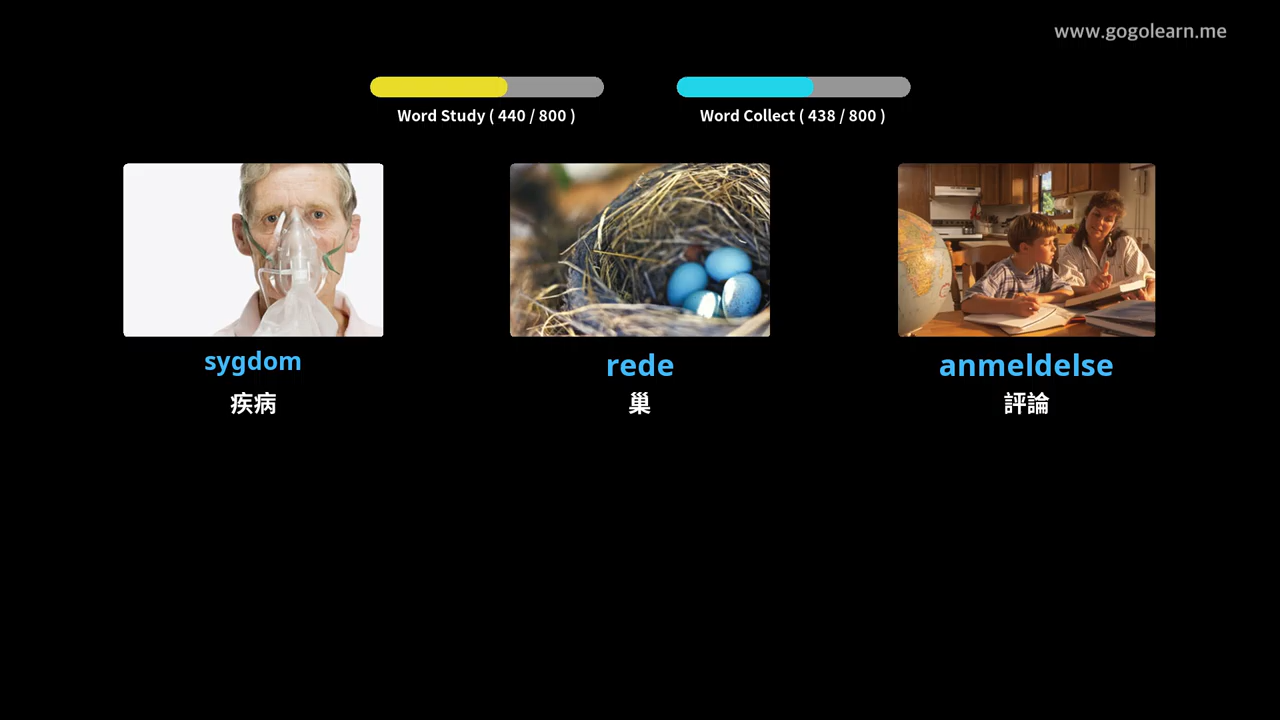 www.gogolearn.me
Word Study ( 440 / 800 )
Word Collect ( 438 / 800 )
sygdom
rede
anmeldelse
疾病
巢
評論